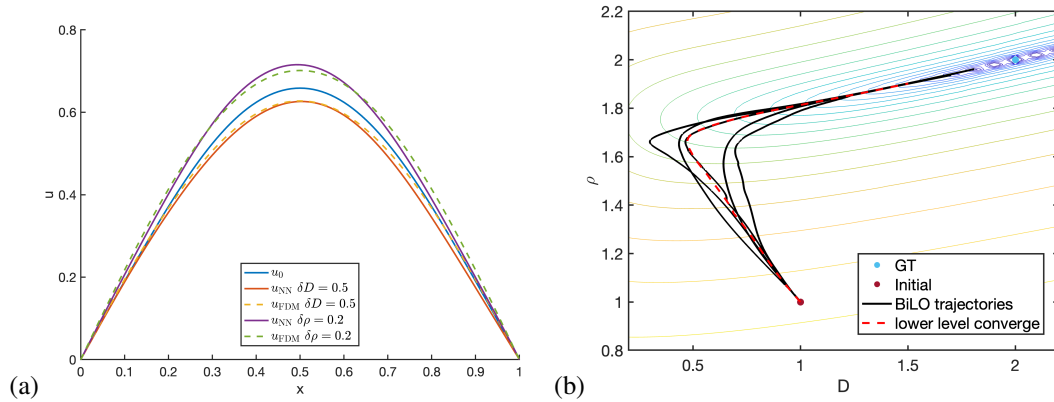 0.8
0.6
0.4
0.2
0
u
0 0.1 0.2 0.3 0.4 0.5 0.6 0.7 0.8 0.9 1
x
u₀
u_NN δD = 0.5
u_FDM δD = 0.5
u_NN δρ = 0.2
u_FDM δρ = 0.2
(a)
2.2
2
1.8
1.6
1.4
1.2
1
0.8
ρ
0.5 1 1.5 2
D
GT
Initial
BiLO trajectories
lower level converge
(b)